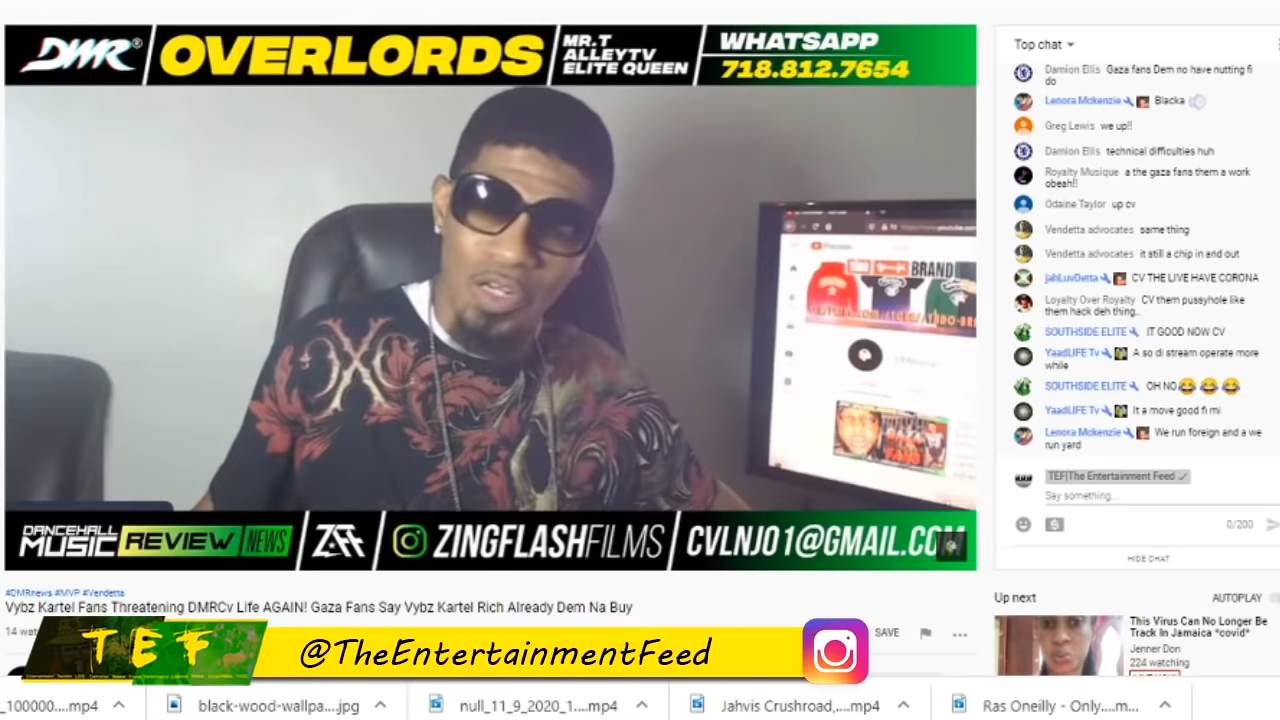 DMR®
OVERLORDS
MR.T
ALLEYTV
ELITE QUEEN
WHATSAPP
718.812.7654
BRAND
DANCEHALL
MUSIC REVIEW NEWS
ZFF
ZINGFLASHFILMS
CVLNJ01@GMAIL.COM
Top chat
Damion Ellis Gaza fans Dem no have nutting fi
do
Lenora Mckenzie Blacka
Greg Lewis we up!!
Damion Ellis technical difficulties huh
Royalty Musique a the gaza fans them a work
obeah!!
Odaine Taylor up cv
Vendetta advocates same thing
Vendetta advocates it still a chip in and out
jahLuvDetta CV THE LIVE HAVE CORONA
Loyalty Over Royalty CV them pussyhole like
them hack deh thing..
SOUTHSIDE ELITE IT GOOD NOW CV
YaadLIFE Tv A so di stream operate more
while
SOUTHSIDE ELITE OH NO😂 😂 😂
YaadLIFE Tv It a move good fi mi
Lenora Mckenzie We run foreign and a we
run yard
TEF|The Entertainment Feed ✓
Say something...
0/200
HIDE CHAT
#DMRnews #MVP #Vendetta
Vybz Kartel Fans Threatening DMRCv Life AGAIN! Gaza Fans Say Vybz Kartel Rich Already Dem Na Buy
14 wat
SAVE
Up next
AUTOPLAY
This Virus Can No Longer Be
Track In Jamaica *covid*
Jenner Don
224 watching
TEF
@TheEntertainmentFeed
_100000....mp4
black-wood-wallpa....jpg
null_11_9_2020_1....mp4
Jahvis Crushroad,....mp4
Ras Oneilly - Only....m...